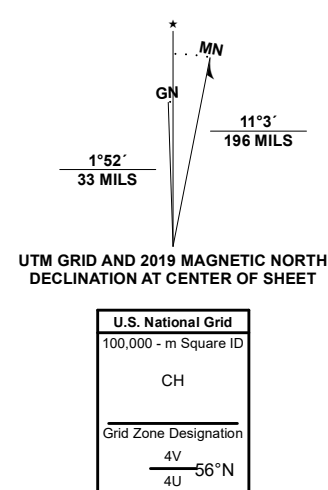 ★
MN
GN
11°3´
196 MILS
1°52´
33 MILS
UTM GRID AND 2019 MAGNETIC NORTH
DECLINATION AT CENTER OF SHEET
U.S. National Grid
100,000 - m Square ID
CH
Grid Zone Designation
4V
56°N
4U